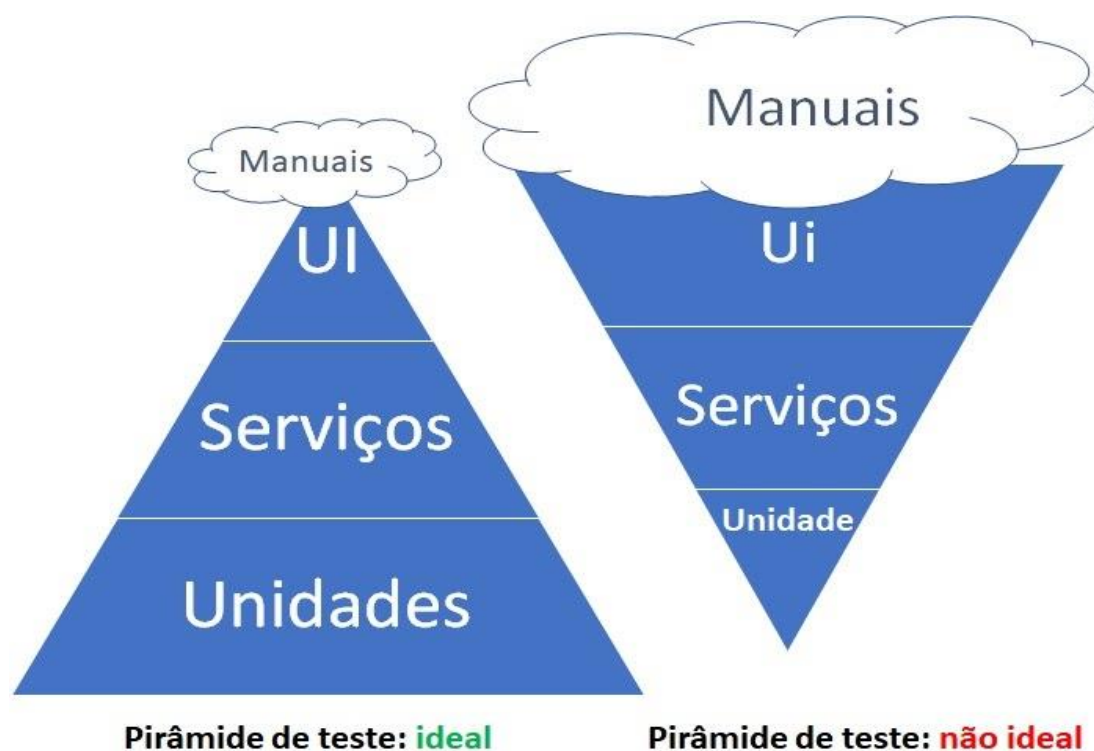 Manuais
UI
Serviços
Unidades
Pirâmide de teste: ideal
Manuais
Ui
Serviços
Unidade
Pirâmide de teste: não ideal